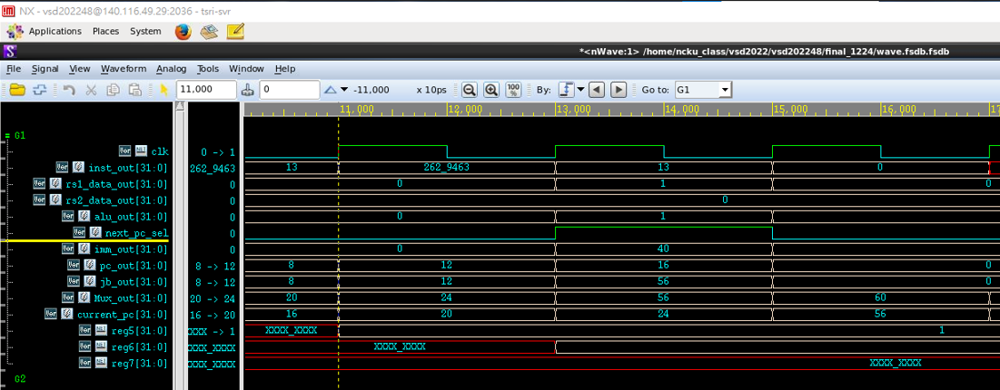 NX - vsd202248@140.116.49.29:2036 - tsri-svr
Applications Places System
*<nWave:1> /home/ncku_class/vsd2022/vsd202248/final_1224/wave.fsdb.fsdb
File Signal View Waveform Analog Tools Window Help
11,000 0 -11,000 x 10ps 100 % By: Go to: G1
11,000 12,000 13,000 14,000 15,000 16,000 17
G1
clk 0 -> 1
inst_out[31:0] 262_9463 13 262_9463 13 0
rs1_data_out[31:0] 0 0 1 0
rs2_data_out[31:0] 0 0
alu_out[31:0] 0 0 1
next_pc_sel 0
imm_out[31:0] 0 0 40
pc_out[31:0] 8 -> 12 8 12 16 0
jb_out[31:0] 8 -> 12 8 12 56 0
Mux_out[31:0] 20 -> 24 20 24 56 60
current_pc[31:0] 16 -> 20 16 20 24 56
reg5[31:0] XXXX -> 1 XXXX_XXXX 1
reg6[31:0] XXXX_XXXX XXXX_XXXX
reg7[31:0] XXXX_XXXX XXXX_XXXX
G2